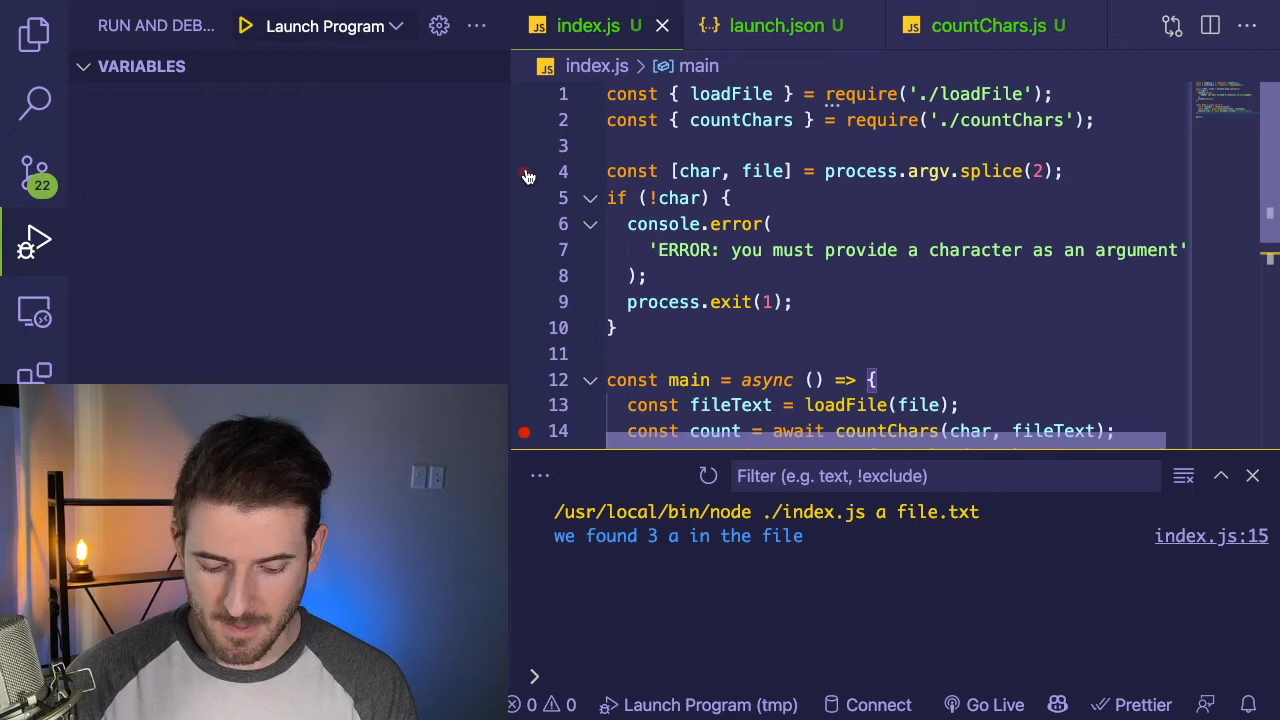 RUN AND DEB... Launch Program
VARIABLES
22
JS index.js U
{..} launch.json U
JS countChars.js U
JS index.js > main
1 const { loadFile } = require('./loadFile');
2 const { countChars } = require('./countChars');
3
4 const [char, file] = process.argv.splice(2);
5 if (!char) {
6 console.error(
7 'ERROR: you must provide a character as an argument'
8 );
9 process.exit(1);
10 }
11
12 const main = async () => {
13 const fileText = loadFile(file);
14 const count = await countChars(char, fileText);
... Filter (e.g. text, !exclude)
/usr/local/bin/node ./index.js a file.txt
we found 3 a in the file index.js:15
0 0 Launch Program (tmp) Connect Go Live Prettier